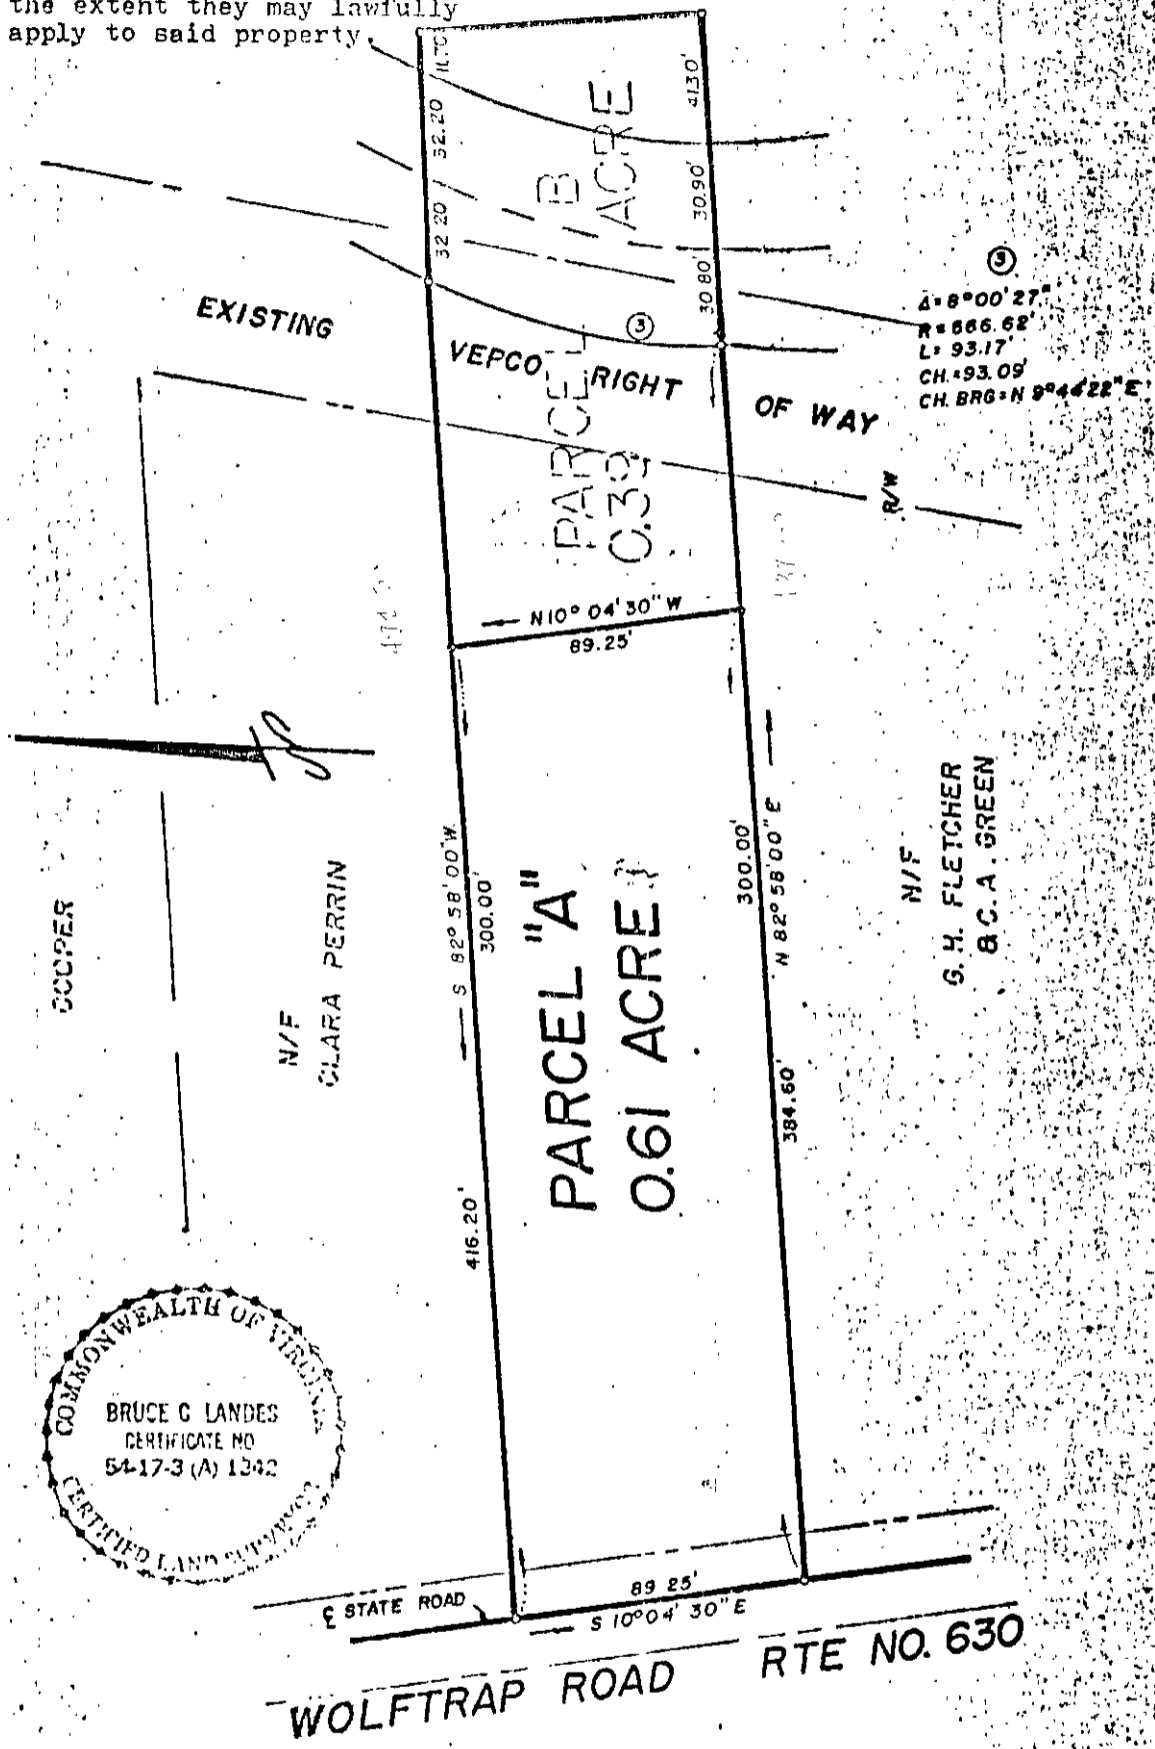 the extent they may lawfully
apply to said property.
11.70
32.20
32 20
41.30'
30.90'
30 80'
B
ACRE
PARCEL
0.39
EXISTING
VEPCO RIGHT
OF WAY
3
3
Δ=8°00'27"
R=666.62'
L= 93.17'
CH.=93.09'
CH. BRG=N 9°44'22"E
R/W
N10° 04'30"W
89.25'
S 82° 58'00"W.
300.00'
416.20'
300.00'
N 82° 58'00"E
384.60'
PARCEL "A"
0.61 ACRE
COOPER
N/F
CLARA PERRIN
N/F
G. H. FLETCHER
& C. A. GREEN
COMMONWEALTH OF VIRGINIA
BRUCE C LANDES
CERTIFICATE NO
54-17-3 (A) 1342
CERTIFIED LAND SURVEYOR
℄ STATE ROAD
89 25'
S 10°04' 30"E
WOLFTRAP ROAD RTE NO. 630